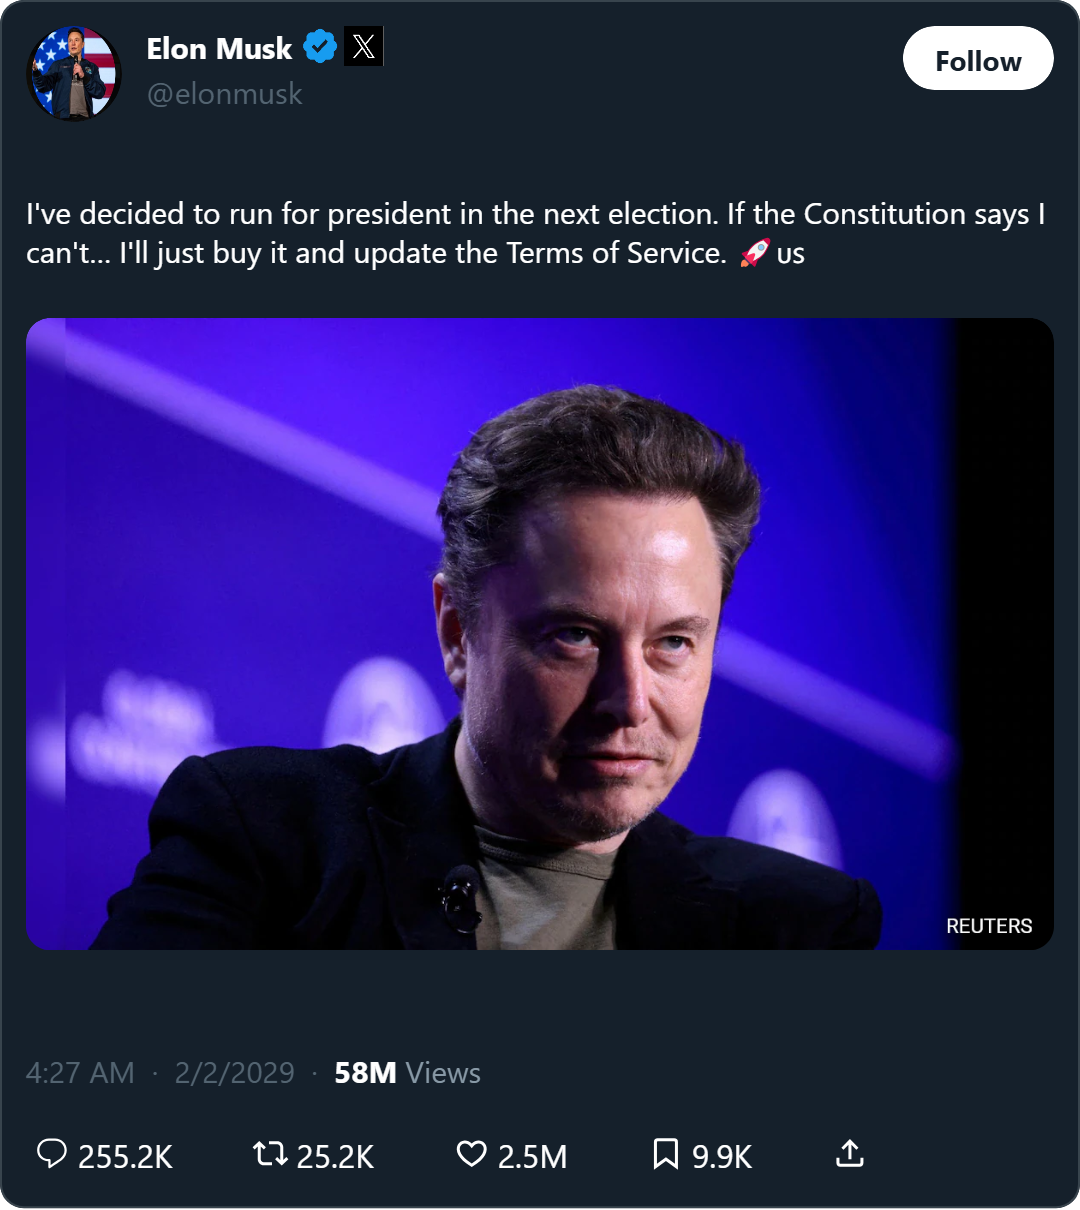 Elon Musk
@elonmusk
Follow
I've decided to run for president in the next election. If the Constitution says I
can't... I'll just buy it and update the Terms of Service. 🚀 us
REUTERS
4:27 AM · 2/2/2029 · 58M Views
255.2K 25.2K 2.5M 9.9K